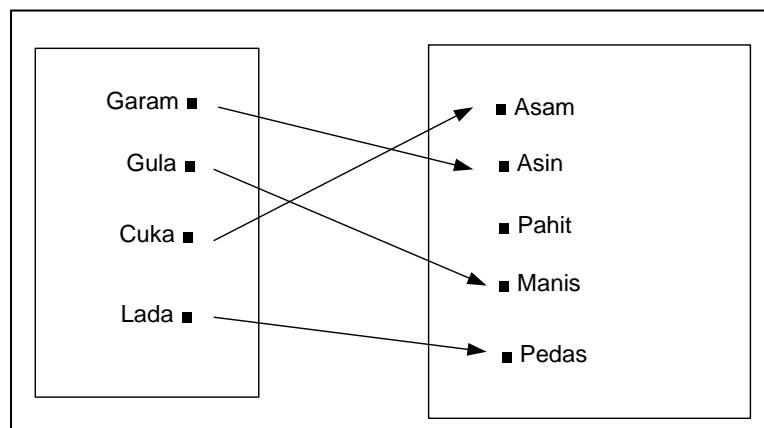 Garam
Gula
Cuka
Lada
Asam
Asin
Pahit
Manis
Pedas